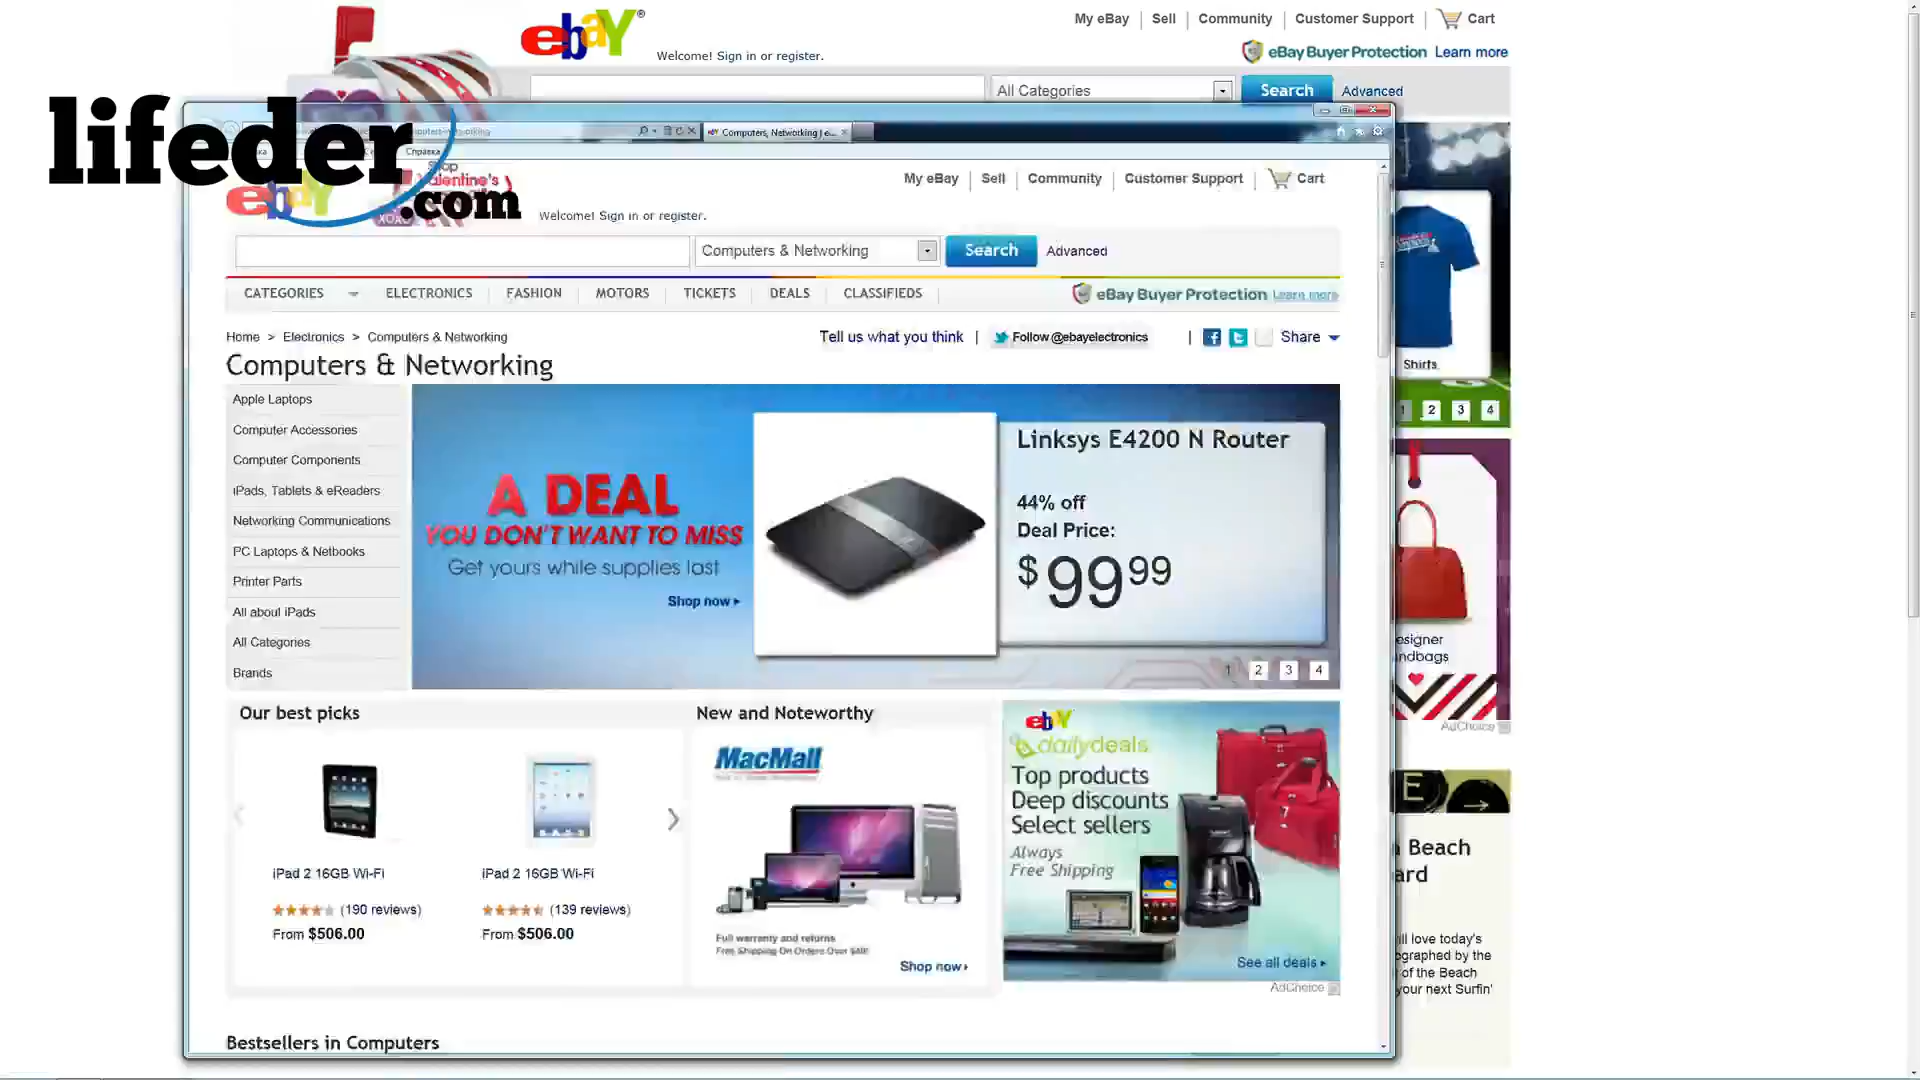 ebaY®
Welcome! Sign in or register.
My eBay
Sell
Community
Customer Support
Cart
eBay Buyer Protection Learn more
All Categories
Search
Advanced
lifeder
.com
Computers, Networking | e...
Справка
Shop
Valentine's
XOXO
ebaY
Welcome! Sign in or register.
My eBay
Sell
Community
Customer Support
Cart
Computers & Networking
Search
Advanced
CATEGORIES
ELECTRONICS
FASHION
MOTORS
TICKETS
DEALS
CLASSIFIEDS
eBay Buyer Protection Learn more
Home > Electronics > Computers & Networking
Tell us what you think |
Follow @ebayelectronics
| Share
Computers & Networking
Apple Laptops
Computer Accessories
Computer Components
iPads, Tablets & eReaders
Networking Communications
PC Laptops & Netbooks
Printer Parts
All about iPads
All Categories
Brands
A DEAL
YOU DON'T WANT TO MISS
Get yours while supplies last
Shop now
Linksys E4200 N Router
44% off
Deal Price:
$99 99
1 2 3 4
Shirts
1 2 3 4
esigner
ndbags
AdChoice
Our best picks
iPad 2 16GB Wi-Fi
(190 reviews)
From $506.00
iPad 2 16GB Wi-Fi
(139 reviews)
From $506.00
New and Noteworthy
MacMall
Full warranty and returns
Free Shipping On Orders Over $48!
Shop now
ebaY
dailydeals
Top products
Deep discounts
Select sellers
Always
Free Shipping
See all deals
AdChoice
E
Beach
ard
ill love today's
ographed by the
of the Beach
your next Surfin'
Bestsellers in Computers